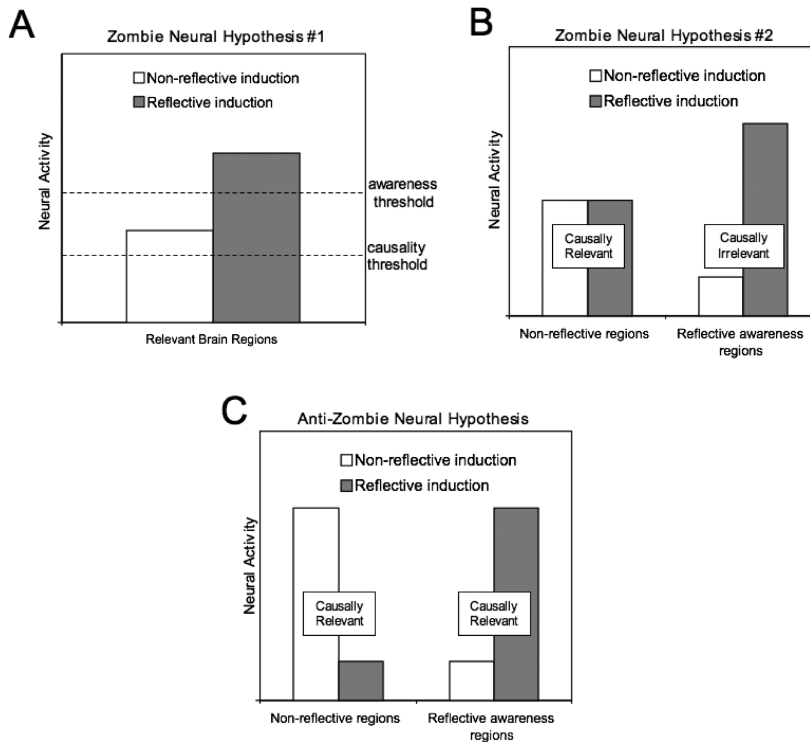 A
Zombie Neural Hypothesis #1
Non-reflective induction
Reflective induction
Neural Activity
awareness
threshold
causality
threshold
Relevant Brain Regions
B
Zombie Neural Hypothesis #2
Non-reflective induction
Reflective induction
Neural Activity
Causally
Relevant
Causally
Irrelevant
Non-reflective regions
Reflective awareness
regions
C
Anti-Zombie Neural Hypothesis
Non-reflective induction
Reflective induction
Neural Activity
Causally
Relevant
Causally
Relevant
Non-reflective regions
Reflective awareness
regions